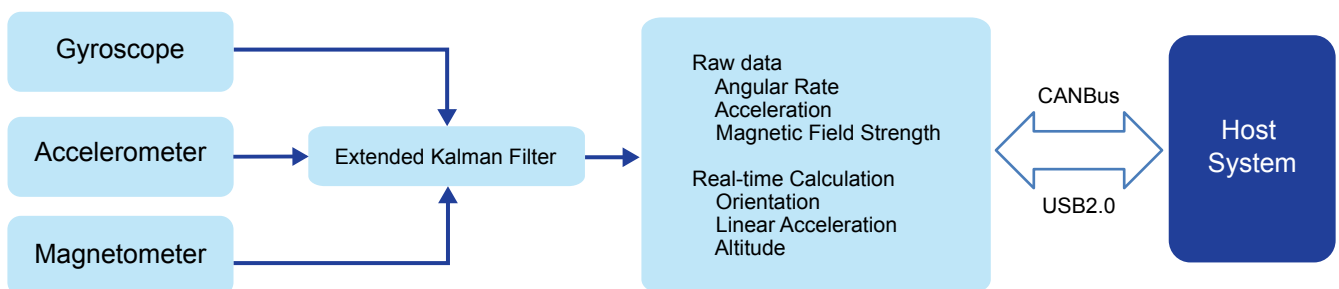 Gyroscope
Accelerometer
Magnetometer
Extended Kalman Filter
Raw data
Angular Rate
Acceleration
Magnetic Field Strength
Real-time Calculation
Orientation
Linear Acceleration
Altitude
CANBus
USB2.0
Host
System